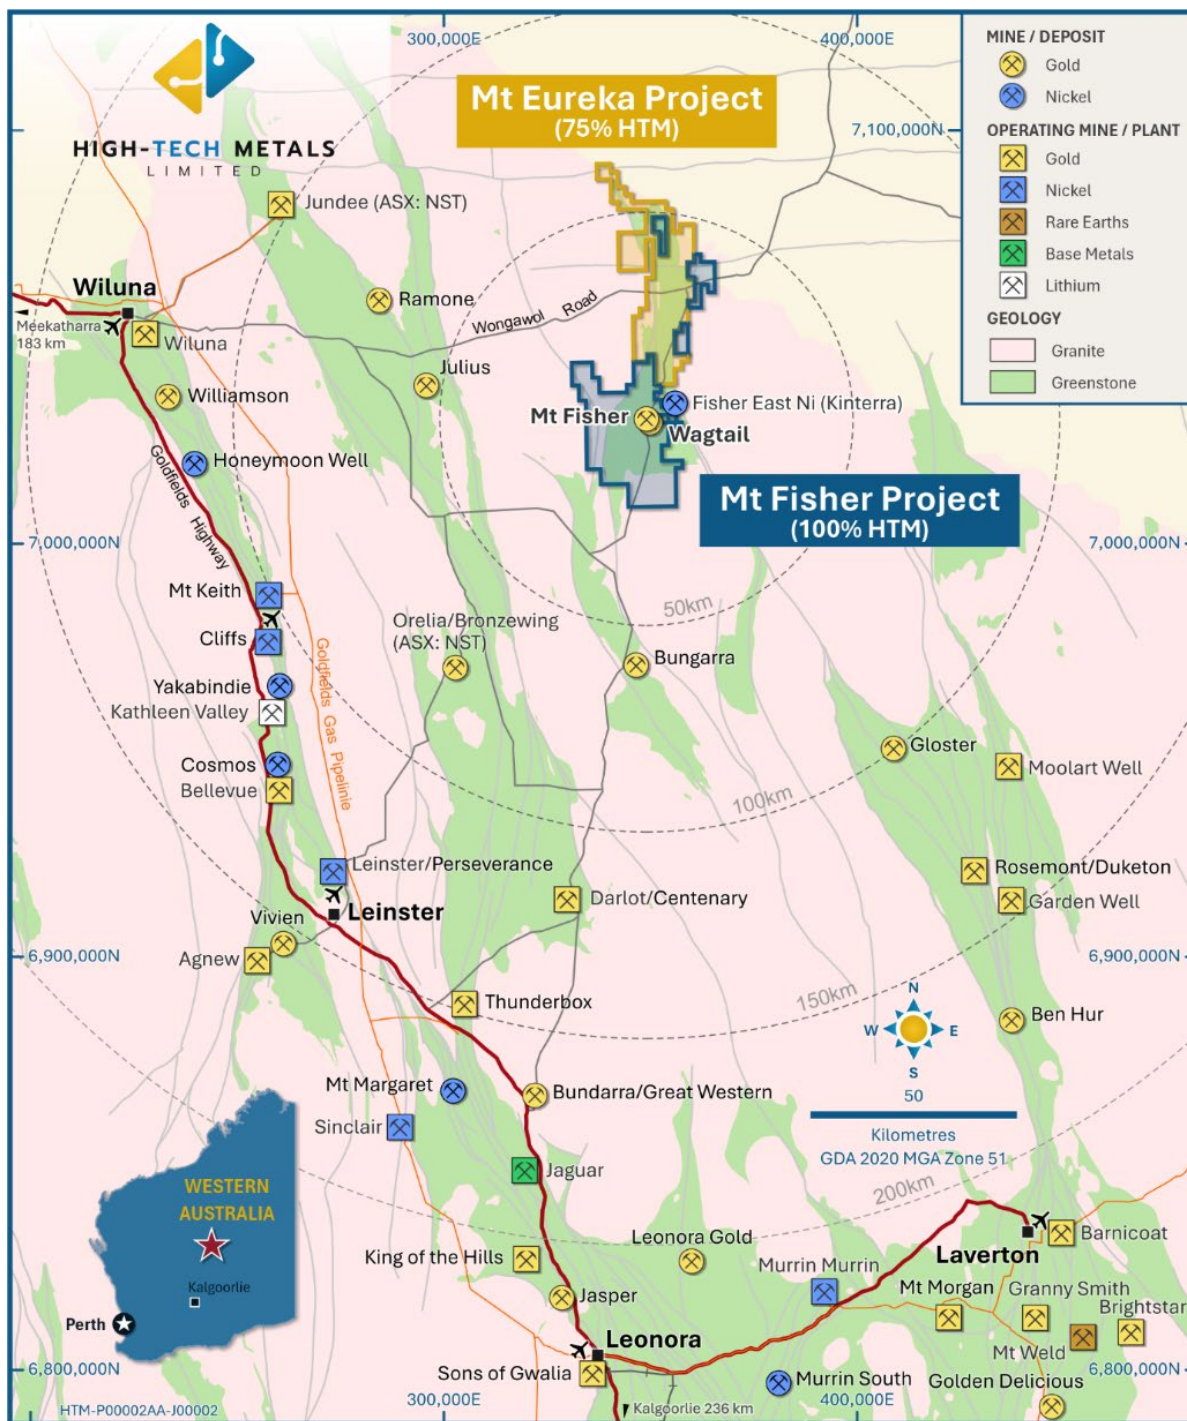 300,000E
400,000E
HIGH-TECH METALS
LIMITED
Mt Eureka Project
(75% HTM)
7,100,000N
MINE / DEPOSIT
Gold
Nickel
OPERATING MINE / PLANT
Gold
Nickel
Rare Earths
Base Metals
Lithium
GEOLOGY
Granite
Greenstone
Jundee (ASX: NST)
Wiluna
Meekatharra
183 km
Wiluna
Ramone
Wongawol Road
Williamson
Julius
Mt Fisher
Fisher East Ni (Kinterra)
Wagtail
Honeymoon Well
Goldfields Highway
Mt Fisher Project
(100% HTM)
7,000,000N
7,000,000N
Mt Keith
50km
Cliffs
Orelia/Bronzewing
(ASX: NST)
Goldfields Gas Pipelinie
Bungarra
Yakabindie
Kathleen Valley
Cosmos
Bellevue
Gloster
Moolart Well
100km
Leinster/Perseverance
Rosemont/Duketon
Darlot/Centenary
Garden Well
Leinster
Vivien
Agnew
6,900,000N
6,900,000N
Thunderbox
150km
N
W
E
S
Ben Hur
Mt Margaret
Bundarra/Great Western
50
Kilometres
GDA 2020 MGA Zone 51
Sinclair
Jaguar
200km
WESTERN
AUSTRALIA
Kalgoorlie
Perth
King of the Hills
Leonora Gold
Laverton
Barnicoat
Murrin Murrin
Jasper
Mt Morgan
Granny Smith
Brightstar
Mt Weld
Leonora
Sons of Gwalia
Murrin South
Golden Delicious
6,800,000N
6,800,000N
300,000E
400,000E
Kalgoorlie 236 km
HTM-P00002AA-J00002